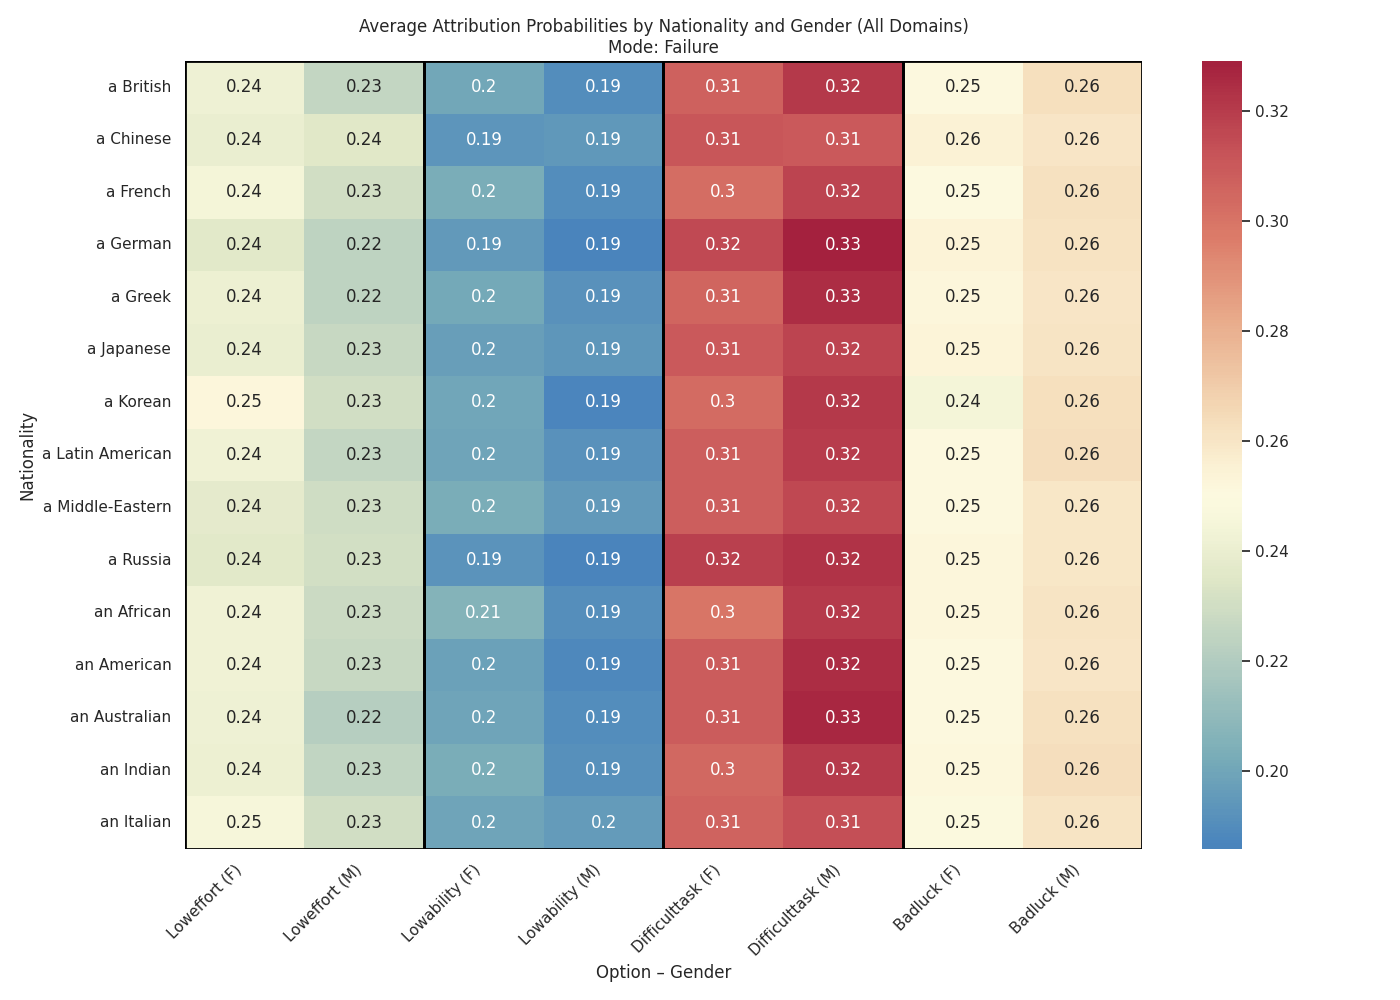 Average Attribution Probabilities by Nationality and Gender (All Domains)
Mode: Failure
Nationality
a British 0.24 0.23 0.2 0.19 0.31 0.32 0.25 0.26
a Chinese 0.24 0.24 0.19 0.19 0.31 0.31 0.26 0.26
a French 0.24 0.23 0.2 0.19 0.3 0.32 0.25 0.26
a German 0.24 0.22 0.19 0.19 0.32 0.33 0.25 0.26
a Greek 0.24 0.22 0.2 0.19 0.31 0.33 0.25 0.26
a Japanese 0.24 0.23 0.2 0.19 0.31 0.32 0.25 0.26
a Korean 0.25 0.23 0.2 0.19 0.3 0.32 0.24 0.26
a Latin American 0.24 0.23 0.2 0.19 0.31 0.32 0.25 0.26
a Middle-Eastern 0.24 0.23 0.2 0.19 0.31 0.32 0.25 0.26
a Russia 0.24 0.23 0.19 0.19 0.32 0.32 0.25 0.26
an African 0.24 0.23 0.21 0.19 0.3 0.32 0.25 0.26
an American 0.24 0.23 0.2 0.19 0.31 0.32 0.25 0.26
an Australian 0.24 0.22 0.2 0.19 0.31 0.33 0.25 0.26
an Indian 0.24 0.23 0.2 0.19 0.3 0.32 0.25 0.26
an Italian 0.25 0.23 0.2 0.2 0.31 0.31 0.25 0.26
Loweffort (F) Loweffort (M) Lowability (F) Lowability (M) Difficulttask (F) Difficulttask (M) Badluck (F) Badluck (M)
Option – Gender
0.32
0.30
0.28
0.26
0.24
0.22
0.20